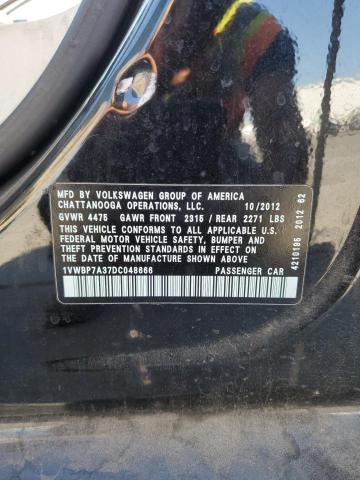 MFD BY VOLKSWAGEN GROUP OF AMERICA
CHATTANOOGA OPERATIONS, LLC. 10/2012
GVWR 4475 GAWR FRONT 2315 / REAR 2271 LBS
THIS VEHICLE CONFORMS TO ALL APPLICABLE U.S.
FEDERAL MOTOR VEHICLE SAFETY, BUMPER AND
THEFT PREVENTION STANDARDS IN EFFECT ON
THE DATE OF MANUFACTURE SHOWN ABOVE
1VWBP7A37DC048666 PASSENGER CAR
4210195 2012 62